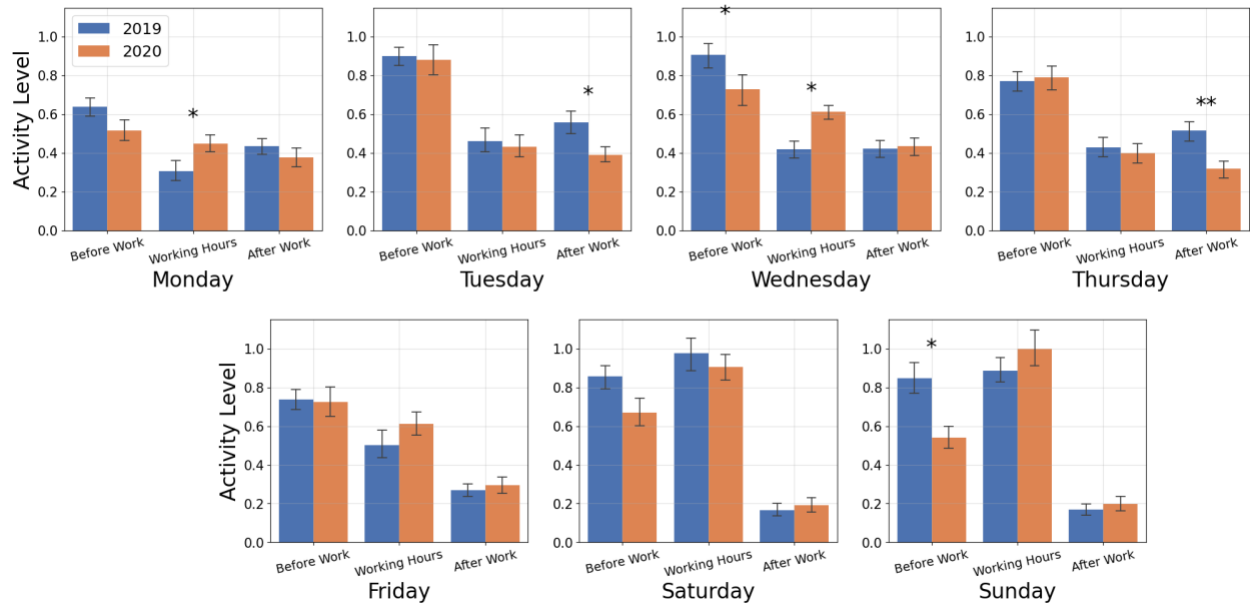 2019
2020
Activity Level
1.0
0.8
0.6
0.4
0.2
0.0
*
Before Work
Working Hours
After Work
Monday
1.0
0.8
0.6
0.4
0.2
0.0
*
Before Work
Working Hours
After Work
Tuesday
1.0
0.8
0.6
0.4
0.2
0.0
*
*
Before Work
Working Hours
After Work
Wednesday
1.0
0.8
0.6
0.4
0.2
0.0
**
Before Work
Working Hours
After Work
Thursday
Activity Level
1.0
0.8
0.6
0.4
0.2
0.0
Before Work
Working Hours
After Work
Friday
1.0
0.8
0.6
0.4
0.2
0.0
Before Work
Working Hours
After Work
Saturday
1.0
0.8
0.6
0.4
0.2
0.0
*
Before Work
Working Hours
After Work
Sunday